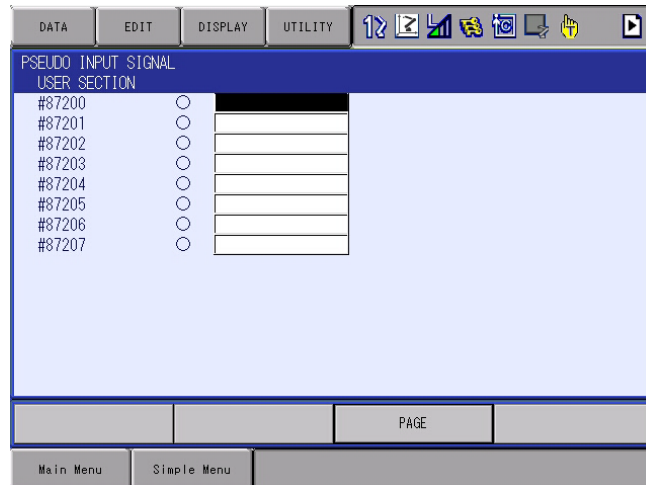 DATA EDIT DISPLAY UTILITY
PSEUDO INPUT SIGNAL
USER SECTION
#87200
#87201
#87202
#87203
#87204
#87205
#87206
#87207
PAGE
Main Menu Simple Menu